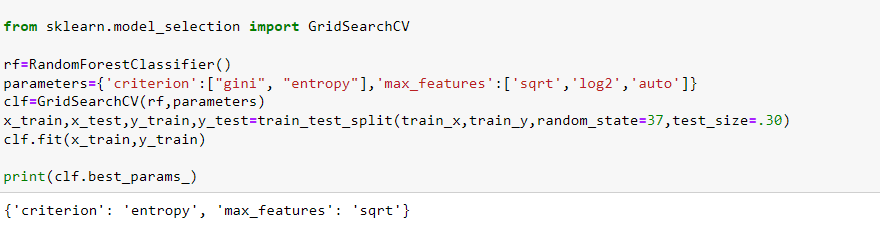 from sklearn.model_selection import GridSearchCV
rf=RandomForestClassifier()
parameters={'criterion':["gini", "entropy"],'max_features':['sqrt','log2','auto']}
clf=GridSearchCV(rf,parameters)
x_train,x_test,y_train,y_test=train_test_split(train_x,train_y,random_state=37,test_size=.30)
clf.fit(x_train,y_train)
print(clf.best_params_)
{'criterion': 'entropy', 'max_features': 'sqrt'}